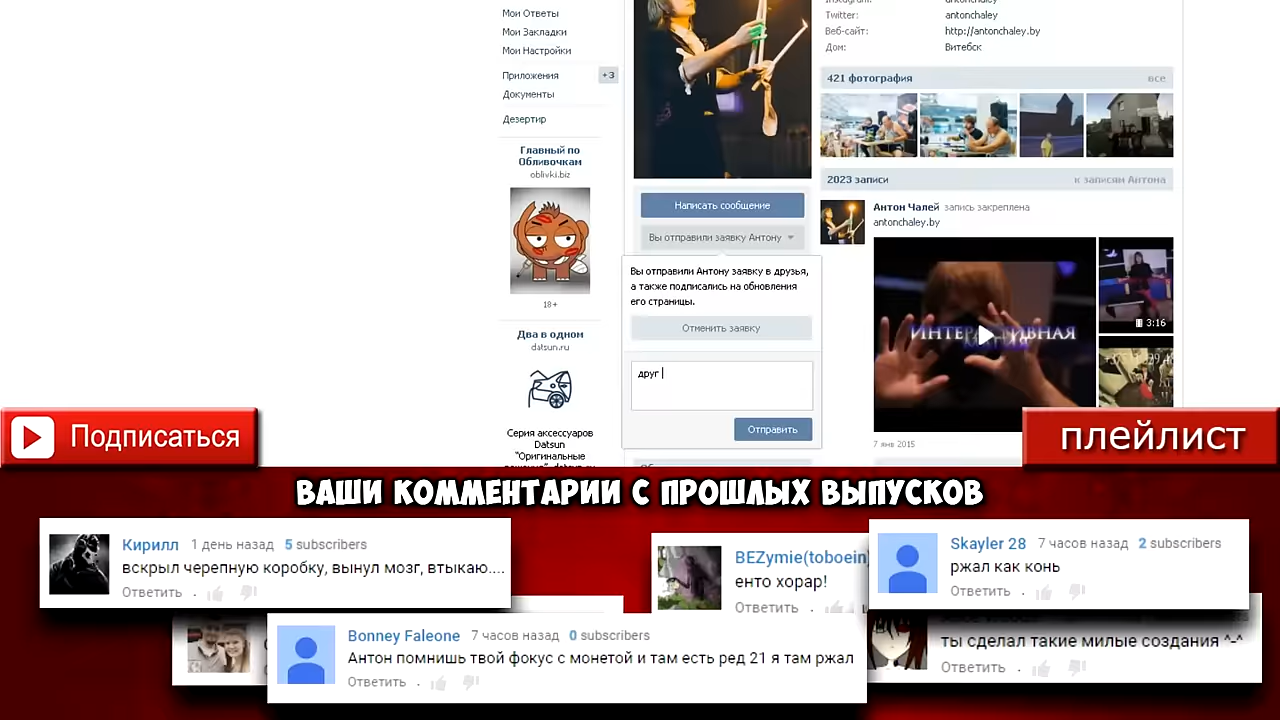 Мои Ответы
Мои Закладки
Мои Настройки
Приложения +3
Документы
Дезертир
Главный по
Обливочкам
oblivki.biz
18+
Два в одном
datsun.ru
Серия аксессуаров
Datsun
"Оригинальные
Написать сообщение
Вы отправили заявку Антону
Вы отправили Антону заявку в друзья,
а также подписались на обновления
его страницы.
Отменить заявку
друг
Отправить
antonchaley
Twitter: antonchaley
Веб-сайт: http://antonchaley.by
Дом: Витебск
421 фотография все
2023 записи к записям Антона
Антон Чалей запись закреплена
antonchaley.by
ИНТЕРАКТИВНАЯ
3:16
7 янв 2015
Подписаться
плейлист
ВАШИ КОММЕНТАРИИ С ПРОШЛЫХ ВЫПУСКОВ
Кирилл 1 день назад 5 subscribers
вскрыл черепную коробку, вынул мозг, втыкаю....
Ответить
BEZymie(toboein)
енто хорар!
Ответить
Skayler 28 7 часов назад 2 subscribers
ржал как конь
Ответить
Bonney Faleone 7 часов назад 0 subscribers
Антон помнишь твой фокус с монетой и там есть ред 21 я там ржал
Ответить
ты сделал такие милые создания ^-^
Ответить